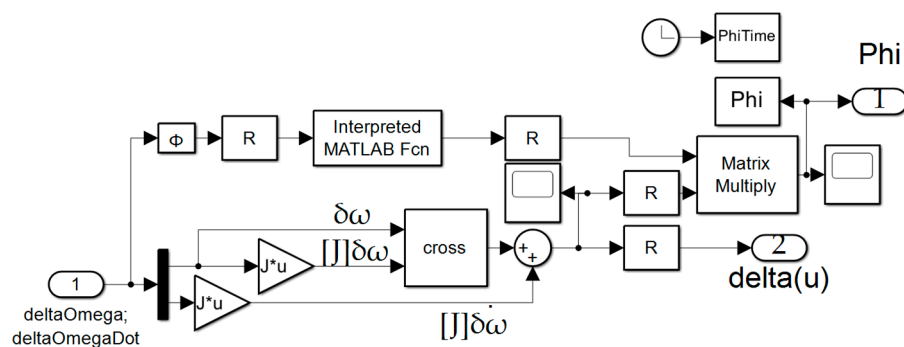 PhiTime
Phi
Phi
1
Φ
R
Interpreted
MATLAB Fcn
R
Matrix
Multiply
R
δω
[J]δω
cross
+
+
R
2
delta(u)
J*u
J*u
1
deltaOmega;
deltaOmegaDot
[J]δω̇